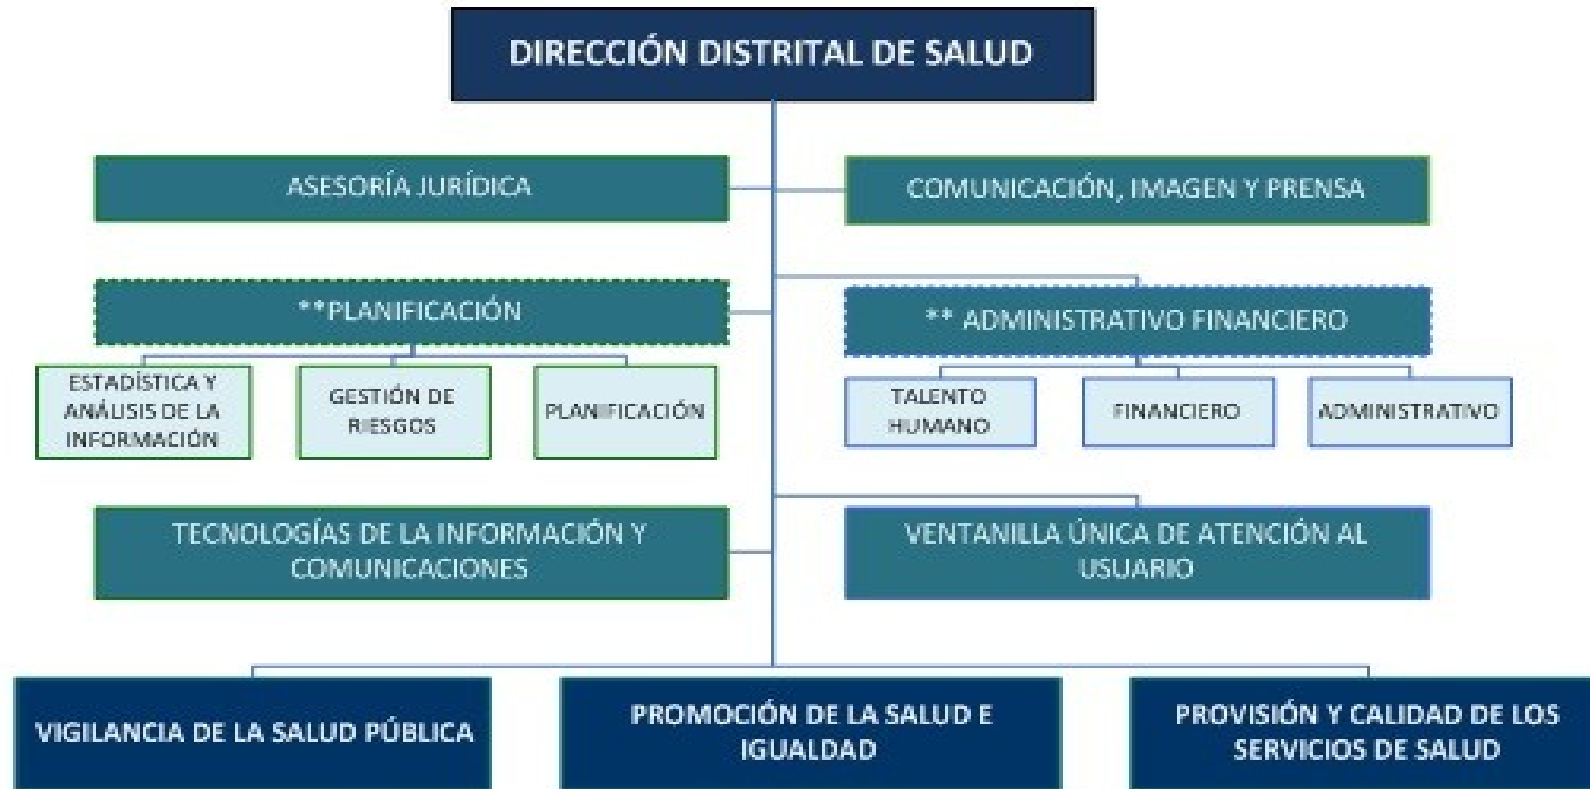 DIRECCIÓN DISTRITAL DE SALUD
ASESORÍA JURÍDICA
COMUNICACIÓN, IMAGEN Y PRENSA
**PLANIFICACIÓN
** ADMINISTRATIVO FINANCIERO
ESTADÍSTICA Y
ANÁLISIS DE LA
INFORMACIÓN
GESTIÓN DE
RIESGOS
PLANIFICACIÓN
TALENTO
HUMANO
FINANCIERO
ADMINISTRATIVO
TECNOLOGÍAS DE LA INFORMACIÓN Y
COMUNICACIONES
VENTANILLA ÚNICA DE ATENCIÓN AL
USUARIO
VIGILANCIA DE LA SALUD PÚBLICA
PROMOCIÓN DE LA SALUD E
IGUALDAD
PROVISIÓN Y CALIDAD DE LOS
SERVICIOS DE SALUD